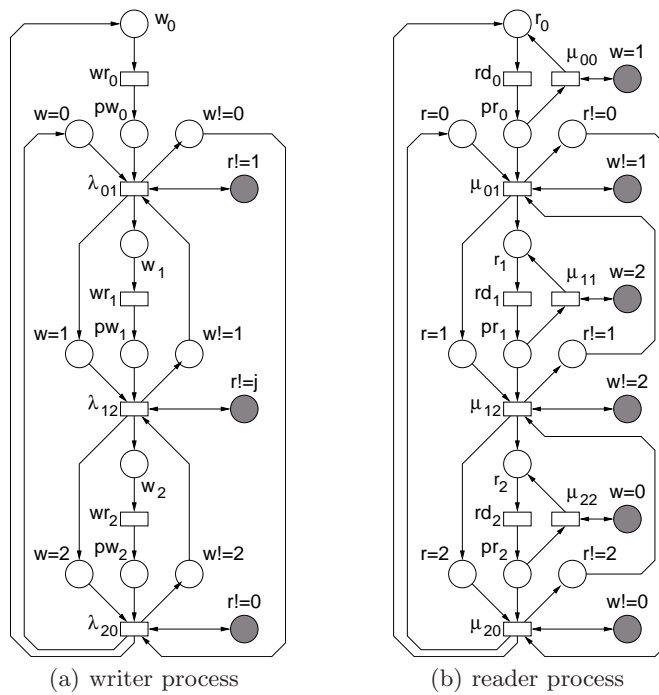 w0 r0
wr0 rd0 μ00 w=1
w=0 pw0 w!=0 r=0 pr0 r!=0
λ01 r!=1 μ01 w!=1
w1 r1
wr1 rd1 μ11 w=2
w=1 pw1 w!=1 r=1 pr1 r!=1
λ12 r!=j μ12 w!=2
w2 r2
wr2 rd2 μ22 w=0
w=2 pw2 w!=2 r=2 pr2 r!=2
λ20 r!=0 μ20 w!=0
(a) writer process (b) reader process